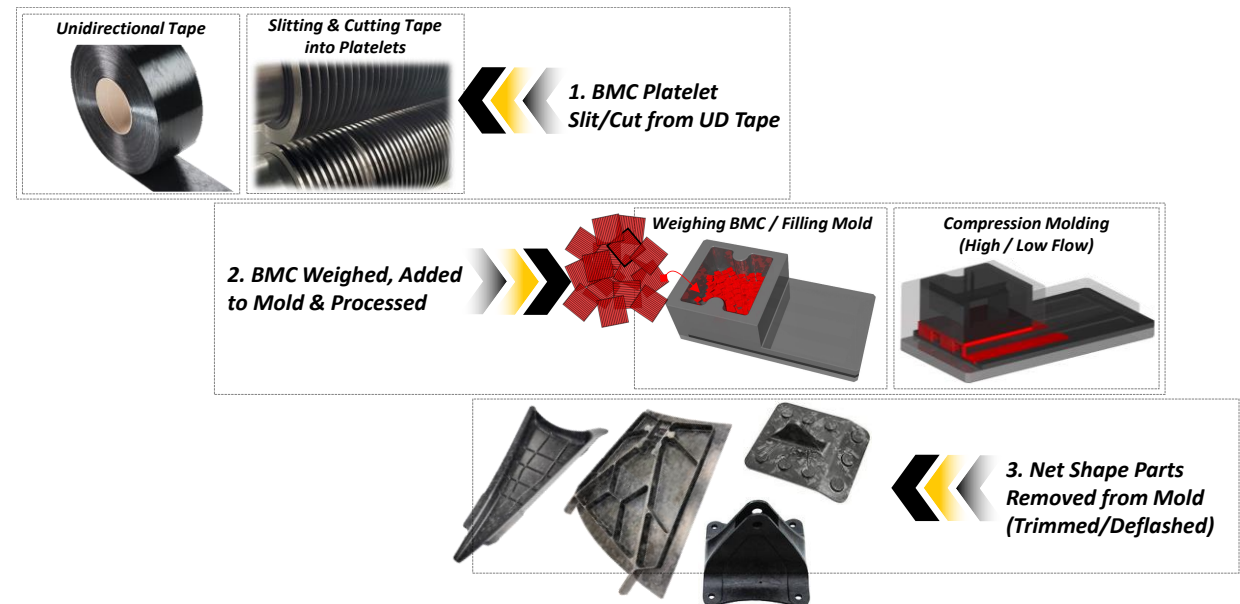 Unidirectional Tape
Slitting & Cutting Tape
into Platelets
1. BMC Platelet
Slit/Cut from UD Tape
2. BMC Weighed, Added
to Mold & Processed
Weighing BMC / Filling Mold
Compression Molding
(High / Low Flow)
3. Net Shape Parts
Removed from Mold
(Trimmed/Deflashed)